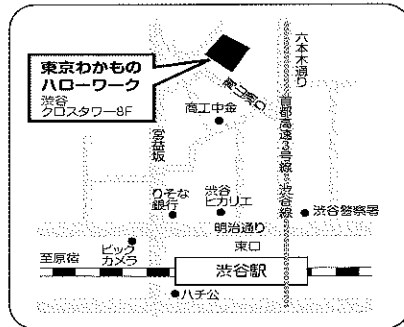 東京わかもの
ハローワーク
渋谷
クロスタワー8F
六本木通り
青山通り
商工中金
首都高速3号線 渋谷線
宮益坂
りそな
銀行
渋谷
ヒカリエ
渋谷警察署
明治通り
ビック
カメラ
東口
至原宿
渋谷駅
ハチ公